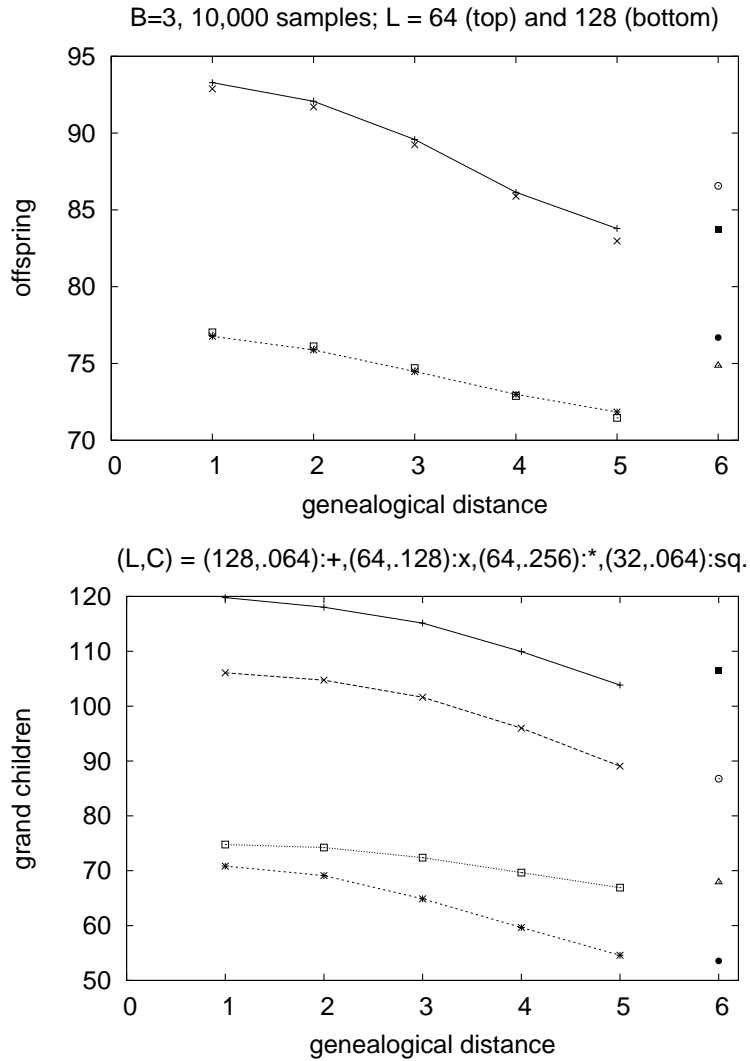 B=3, 10,000 samples; L = 64 (top) and 128 (bottom)
95
90
85
80
75
70
offspring
0 1 2 3 4 5 6
genealogical distance
(L,C) = (128,.064):+,(64,.128):x,(64,.256):*,(32,.064):sq.
120
110
100
90
80
70
60
50
grand children
0 1 2 3 4 5 6
genealogical distance